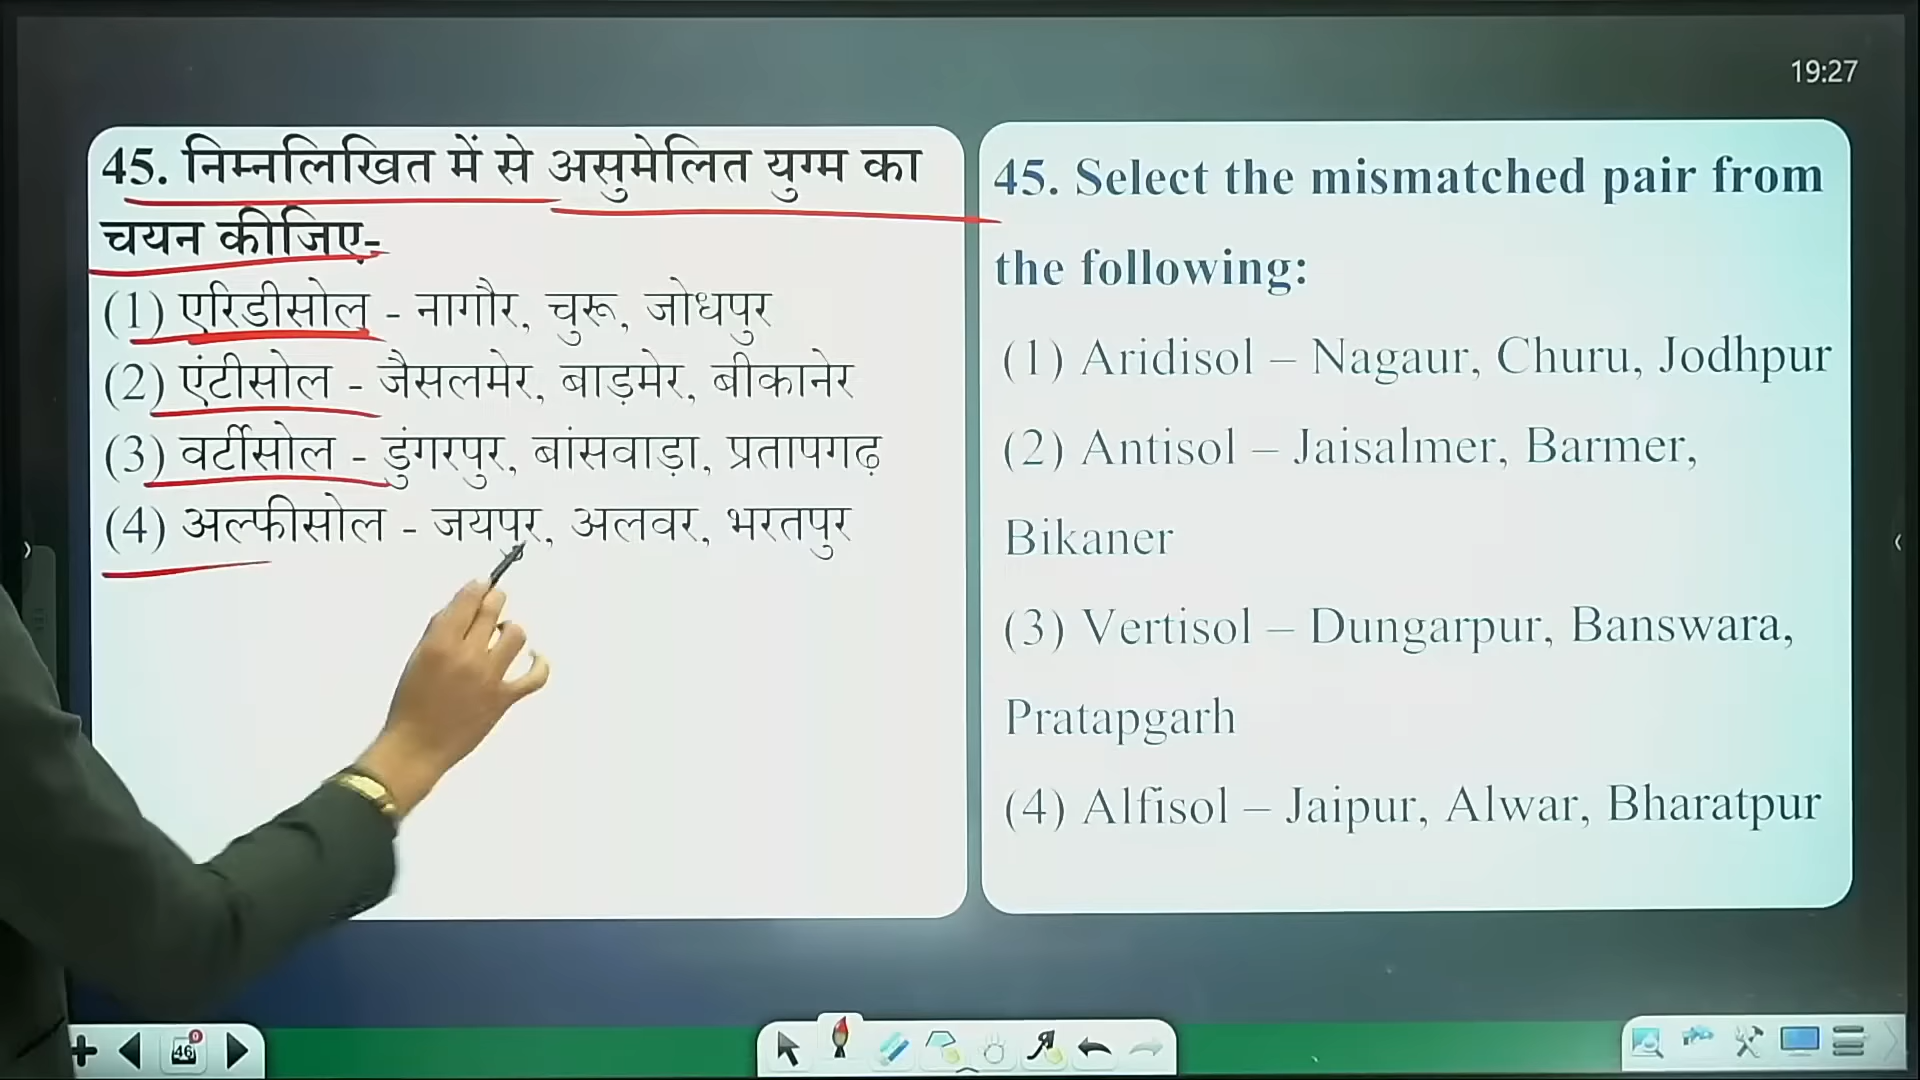 19:27
45. निम्नलिखित में से असुमेलित युग्म का
चयन कीजिए-
(1) एरिडीसोल - नागौर, चुरू, जोधपुर
(2) एंटीसोल - जैसलमेर, बाड़मेर, बीकानेर
(3) वर्टीसोल - डुंगरपुर, बांसवाड़ा, प्रतापगढ़
(4) अल्फीसोल - जयपुर, अलवर, भरतपुर
45. Select the mismatched pair from
the following:
(1) Aridisol – Nagaur, Churu, Jodhpur
(2) Antisol – Jaisalmer, Barmer,
Bikaner
(3) Vertisol – Dungarpur, Banswara,
Pratapgarh
(4) Alfisol – Jaipur, Alwar, Bharatpur
46
0